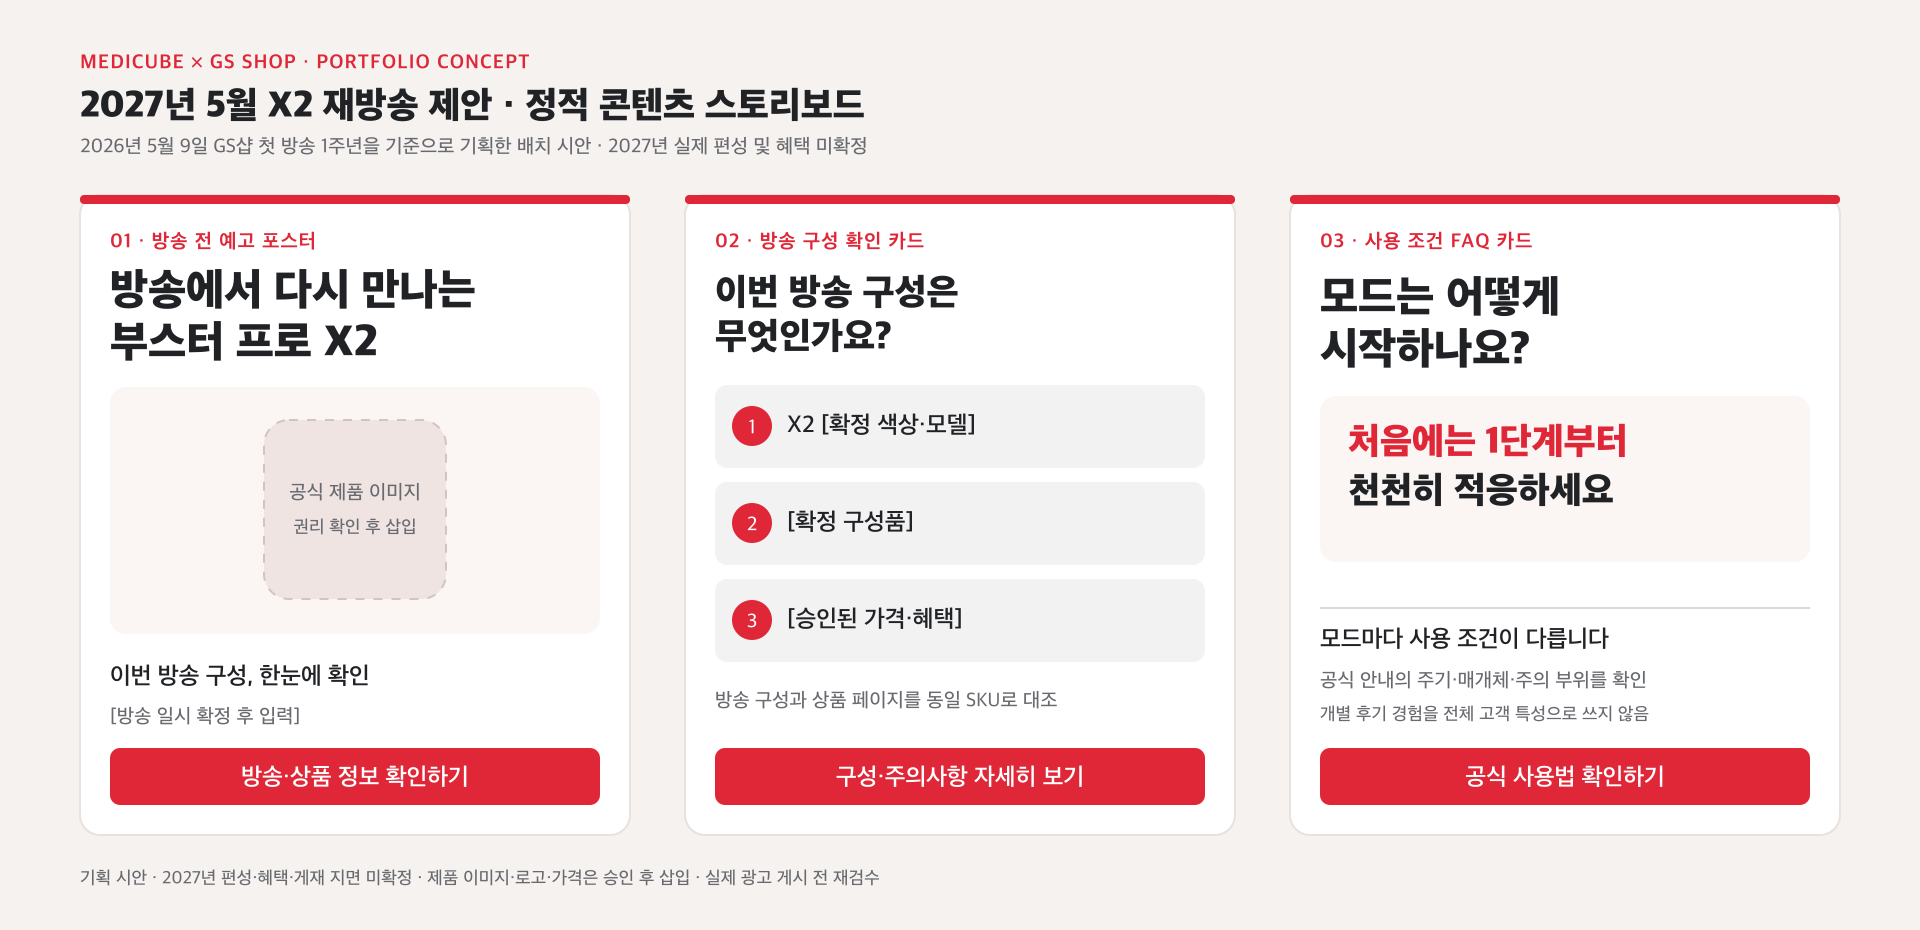 MEDICUBE × GS SHOP · PORTFOLIO CONCEPT
2027년 5월 X2 재방송 제안 · 정적 콘텐츠 스토리보드
2026년 5월 9일 GS샵 첫 방송 1주년을 기준으로 기획한 배치 시안 · 2027년 실제 편성 및 혜택 미확정
01 · 방송 전 예고 포스터
방송에서 다시 만나는
부스터 프로 X2
공식 제품 이미지
권리 확인 후 삽입
이번 방송 구성, 한눈에 확인
[방송 일시 확정 후 입력]
방송·상품 정보 확인하기
02 · 방송 구성 확인 카드
이번 방송 구성은
무엇인가요?
1 X2 [확정 색상·모델]
2 [확정 구성품]
3 [승인된 가격·혜택]
방송 구성과 상품 페이지를 동일 SKU로 대조
구성·주의사항 자세히 보기
03 · 사용 조건 FAQ 카드
모드는 어떻게
시작하나요?
처음에는 1단계부터
천천히 적응하세요
모드마다 사용 조건이 다릅니다
공식 안내의 주기·매개체·주의 부위를 확인
개별 후기 경험을 전체 고객 특성으로 쓰지 않음
공식 사용법 확인하기
기획 시안 · 2027년 편성·혜택·게재 지면 미확정 · 제품 이미지·로고·가격은 승인 후 삽입 · 실제 광고 게시 전 재검수